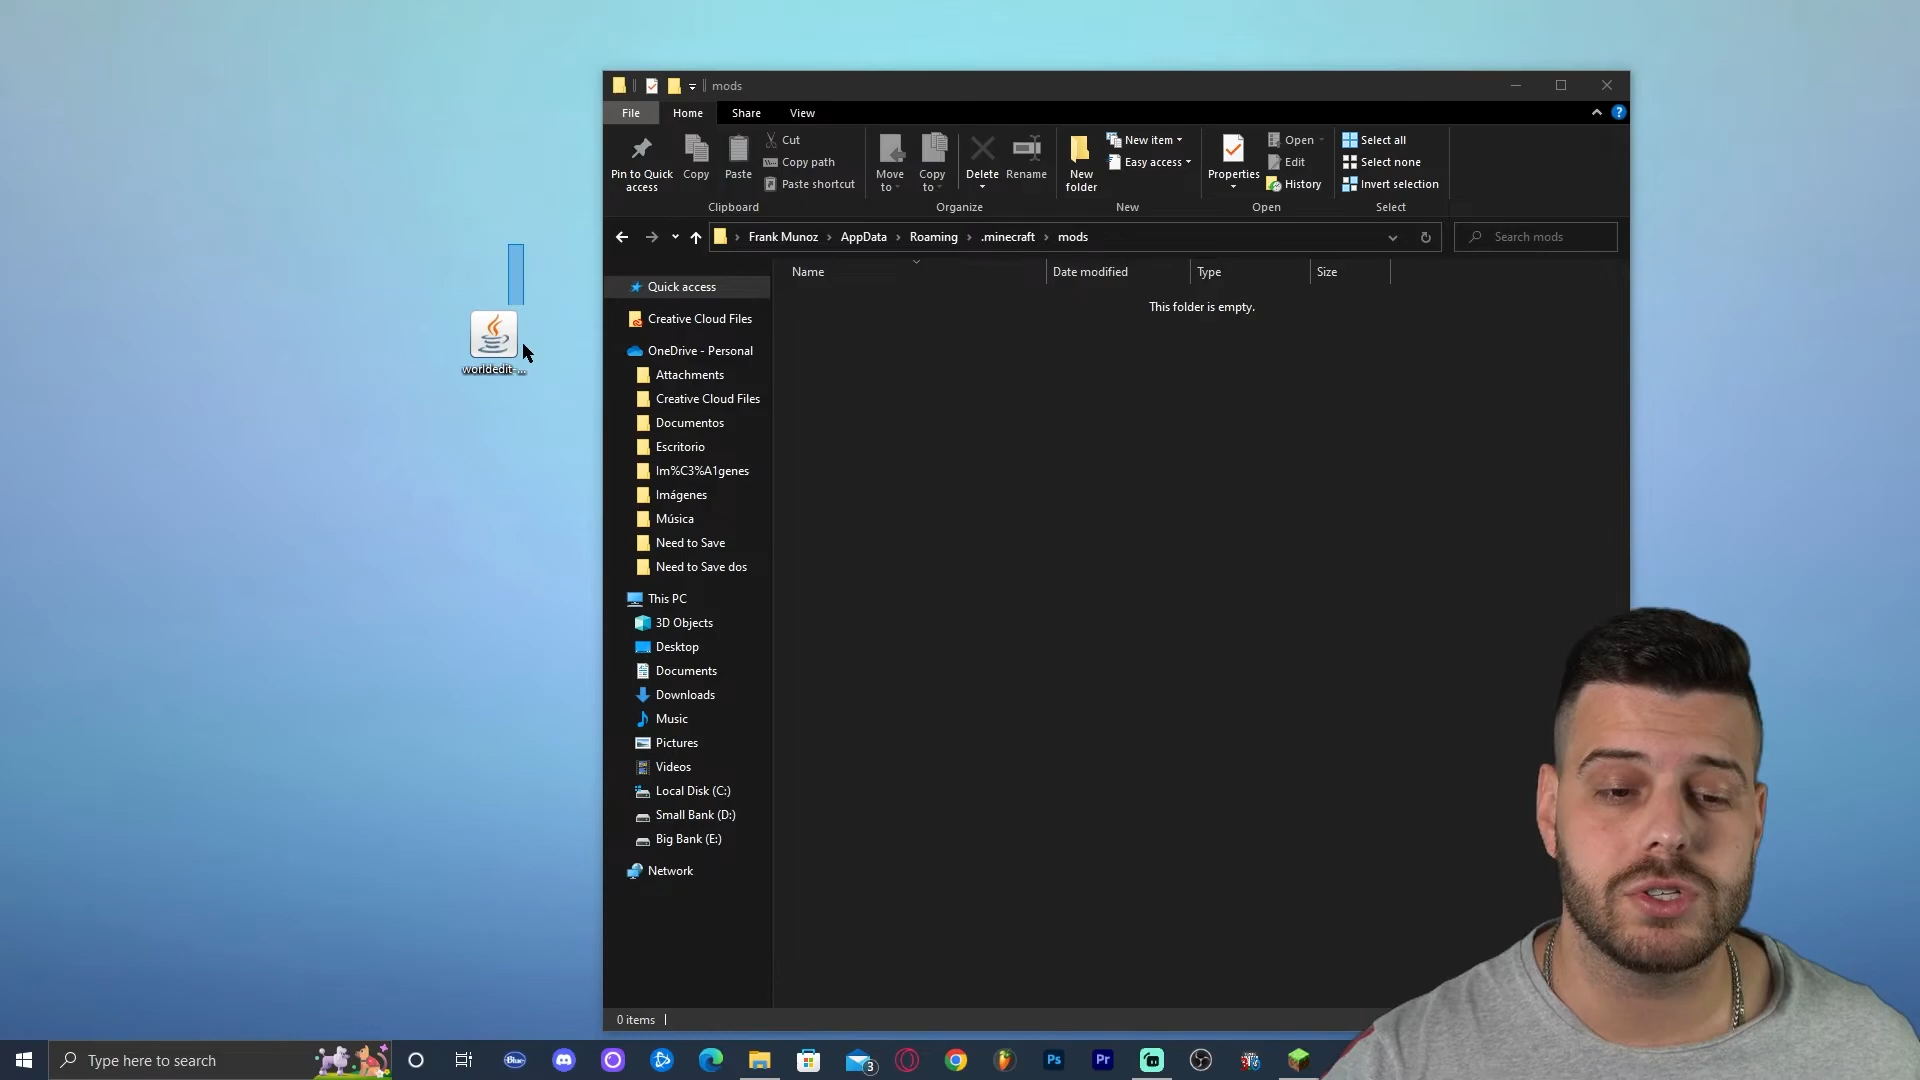 mods
File Home Share View
Pin to Quick access
Copy
Paste
Cut
Copy path
Paste shortcut
Clipboard
Move to
Copy to
Delete
Rename
Organize
New folder
New item
Easy access
New
Properties
Open
Edit
History
Open
Select all
Select none
Invert selection
Select
Frank Munoz › AppData › Roaming › .minecraft › mods
Search mods
Name Date modified Type Size
This folder is empty.
worldedit-...
Quick access
Creative Cloud Files
OneDrive - Personal
Attachments
Creative Cloud Files
Documentos
Escritorio
Im%C3%A1genes
Imágenes
Música
Need to Save
Need to Save dos
This PC
3D Objects
Desktop
Documents
Downloads
Music
Pictures
Videos
Local Disk (C:)
Small Bank (D:)
Big Bank (E:)
Network
0 items
Type here to search
Blue
3
Ps
Pr